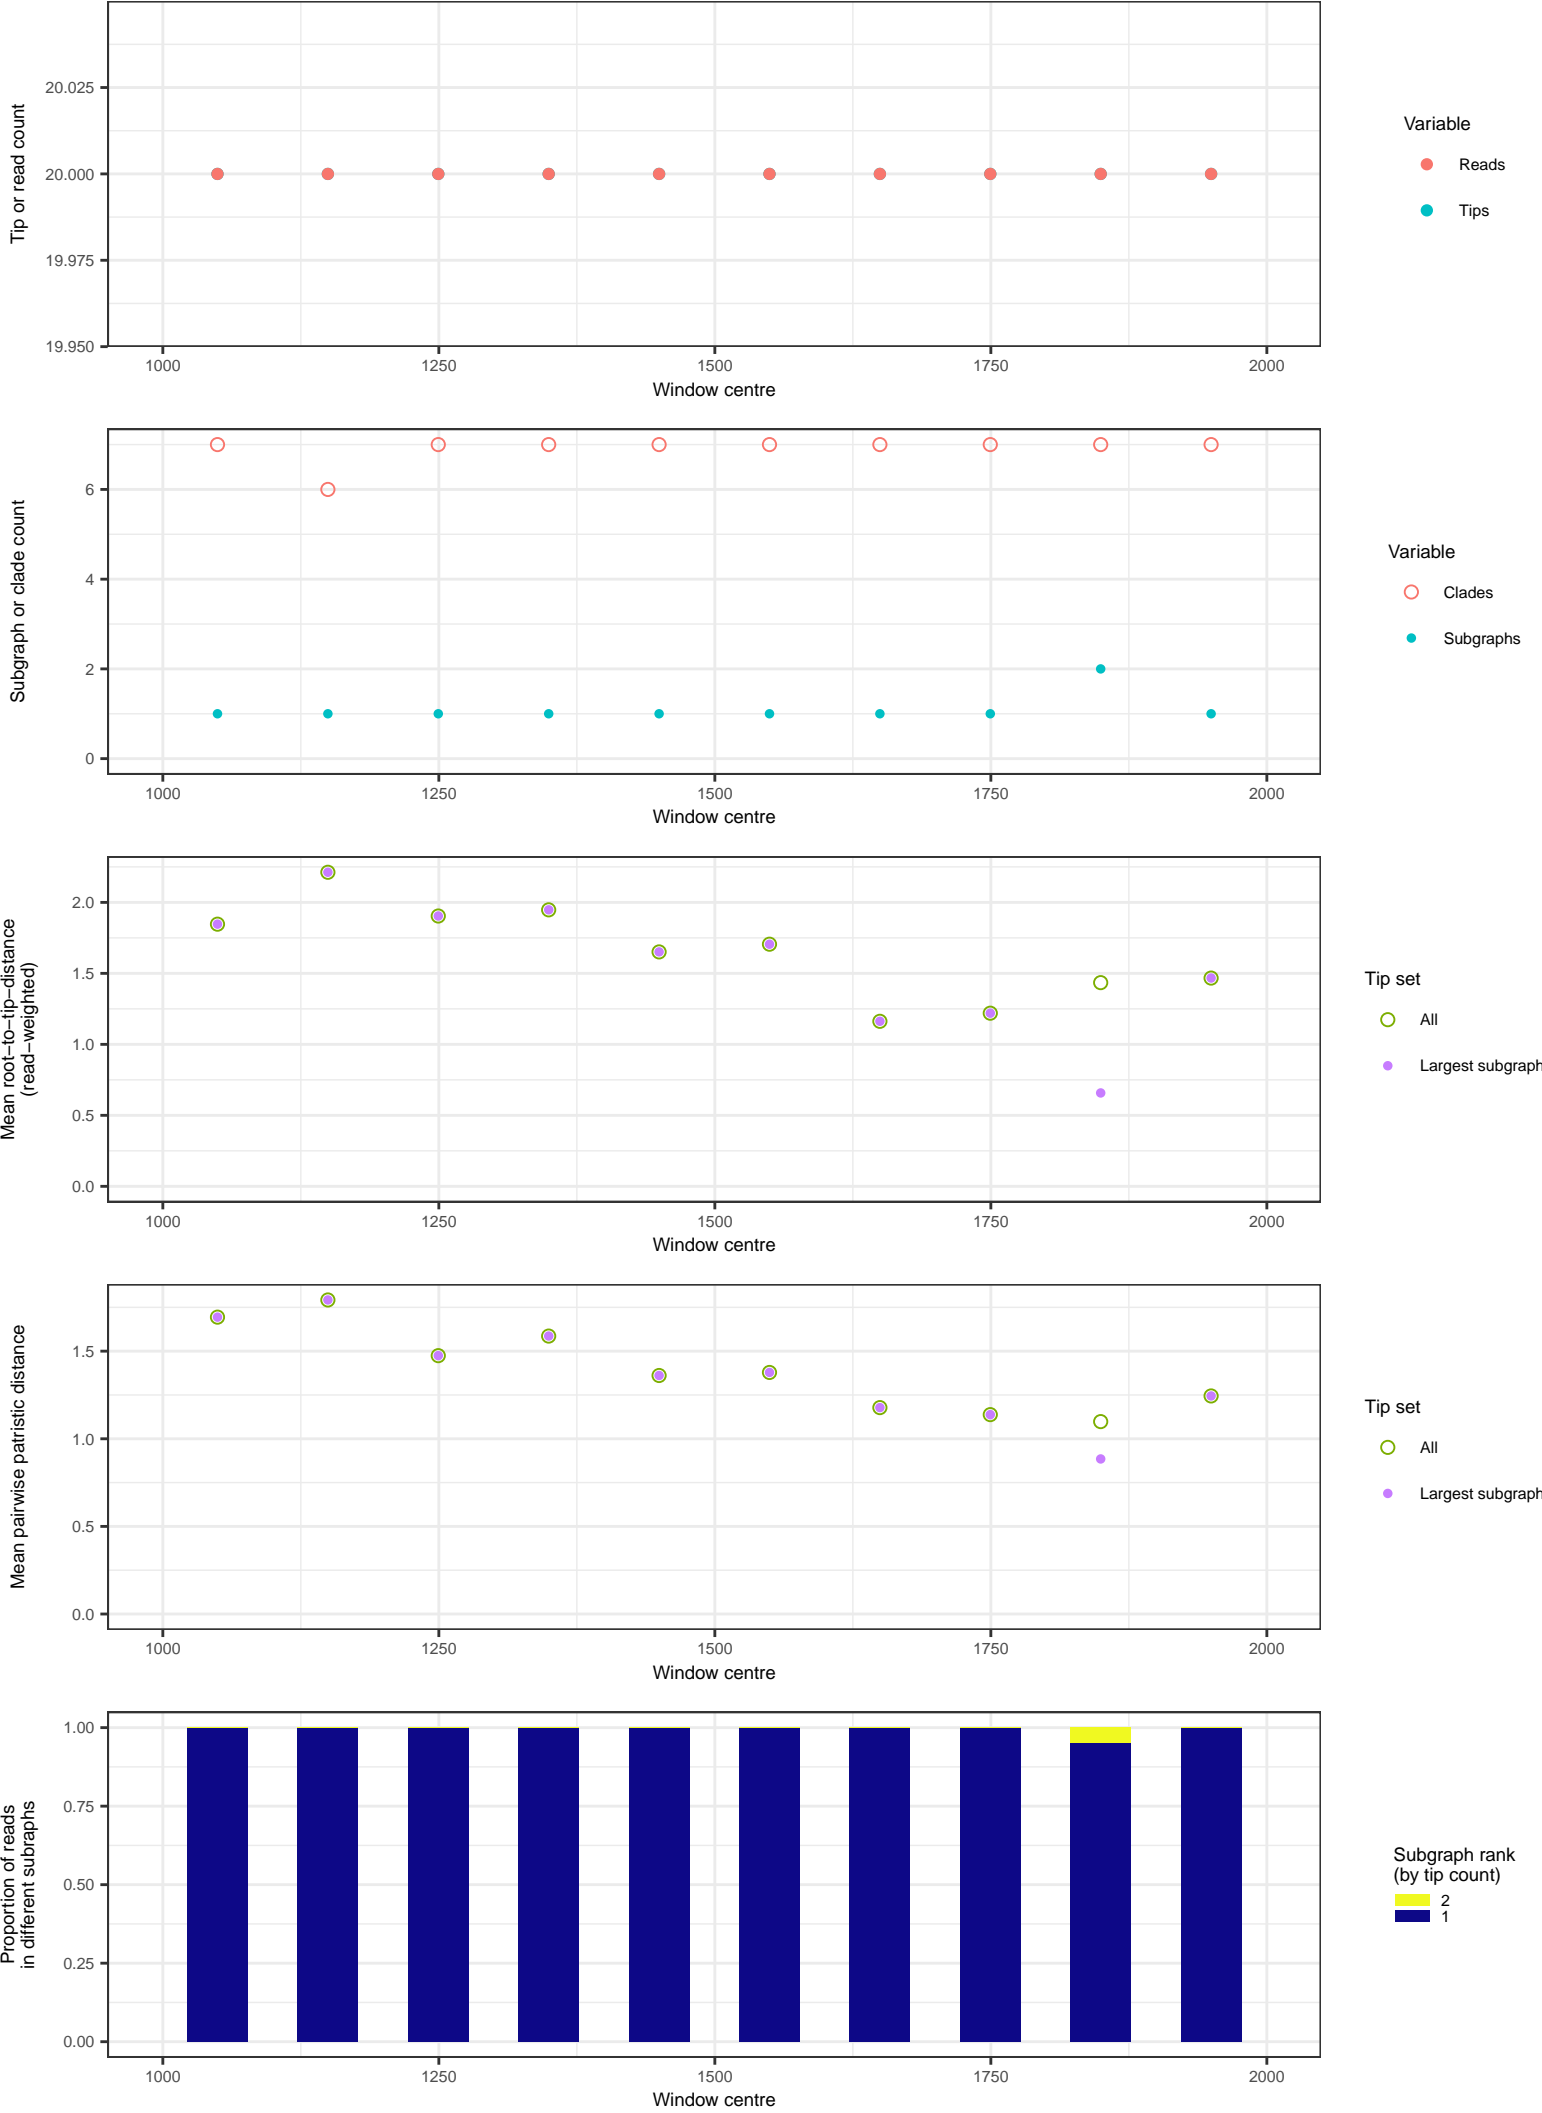 Tip or read count
20.025
20.000
19.975
19.950
1000 1250 1500 1750 2000
Window centre
Variable
Reads
Tips
Subgraph or clade count
6
4
2
0
1000 1250 1500 1750 2000
Window centre
Variable
Clades
Subgraphs
Mean root−to−tip−distance
(read−weighted)
2.0
1.5
1.0
0.5
0.0
1000 1250 1500 1750 2000
Window centre
Tip set
All
Largest subgraph
Mean pairwise patristic distance
1.5
1.0
0.5
0.0
1000 1250 1500 1750 2000
Window centre
Tip set
All
Largest subgraph
Proportion of reads
in different subraphs
1.00
0.75
0.50
0.25
0.00
1000 1250 1500 1750 2000
Window centre
Subgraph rank
(by tip count)
2
1